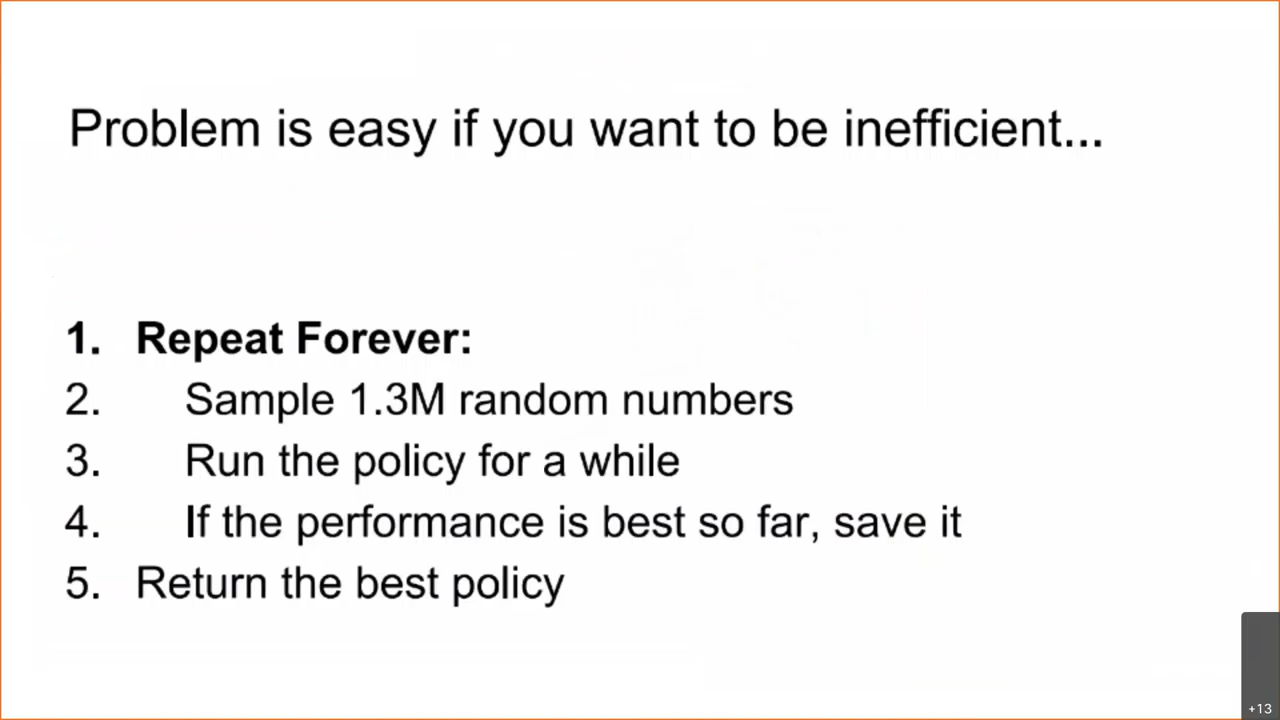 Problem is easy if you want to be inefficient...
1. Repeat Forever:
2. Sample 1.3M random numbers
3. Run the policy for a while
4. If the performance is best so far, save it
5. Return the best policy
+13